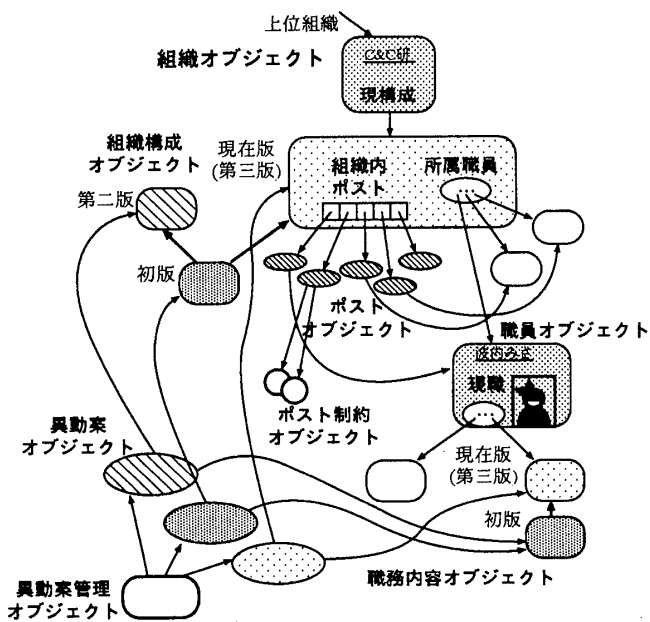 上位組織
組織オブジェクト
C&C研
現構成
組織構成
オブジェクト
現在版
(第三版)
組織内
ポスト
所属職員
...
第二版
初版
ポスト
オブジェクト
職員オブジェクト
現職
...
ポスト制約
オブジェクト
異動案
オブジェクト
現在版
(第三版)
初版
職務内容オブジェクト
異動案管理
オブジェクト